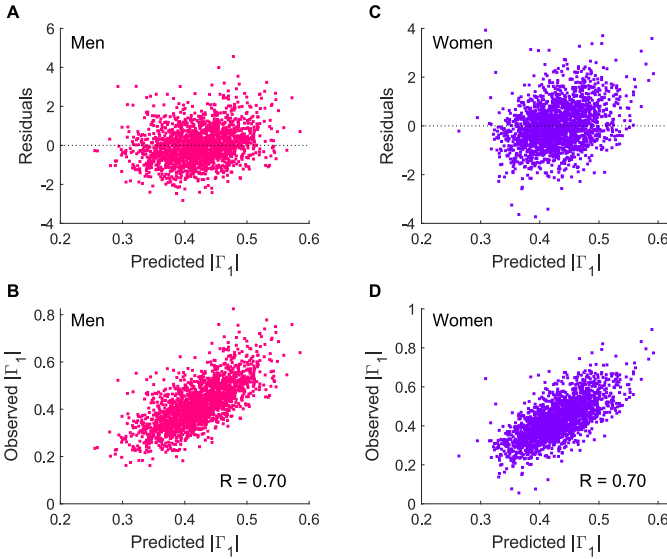 A
Men
6
4
2
0
-2
-4
Residuals
0.2 0.3 0.4 0.5 0.6
Predicted |Γ1|
C
Women
4
2
0
-2
4
Residuals
0.2 0.3 0.4 0.5 0.6
Predicted |Γ1|
B
Men
0.8
0.6
0.4
0.2
0
Observed |Γ1|
R = 0.70
0.2 0.3 0.4 0.5 0.6
Predicted |Γ1|
D
Women
1
0.8
0.6
0.4
0.2
0
Observed |Γ1|
R = 0.70
0.2 0.3 0.4 0.5 0.6
Predicted |Γ1|